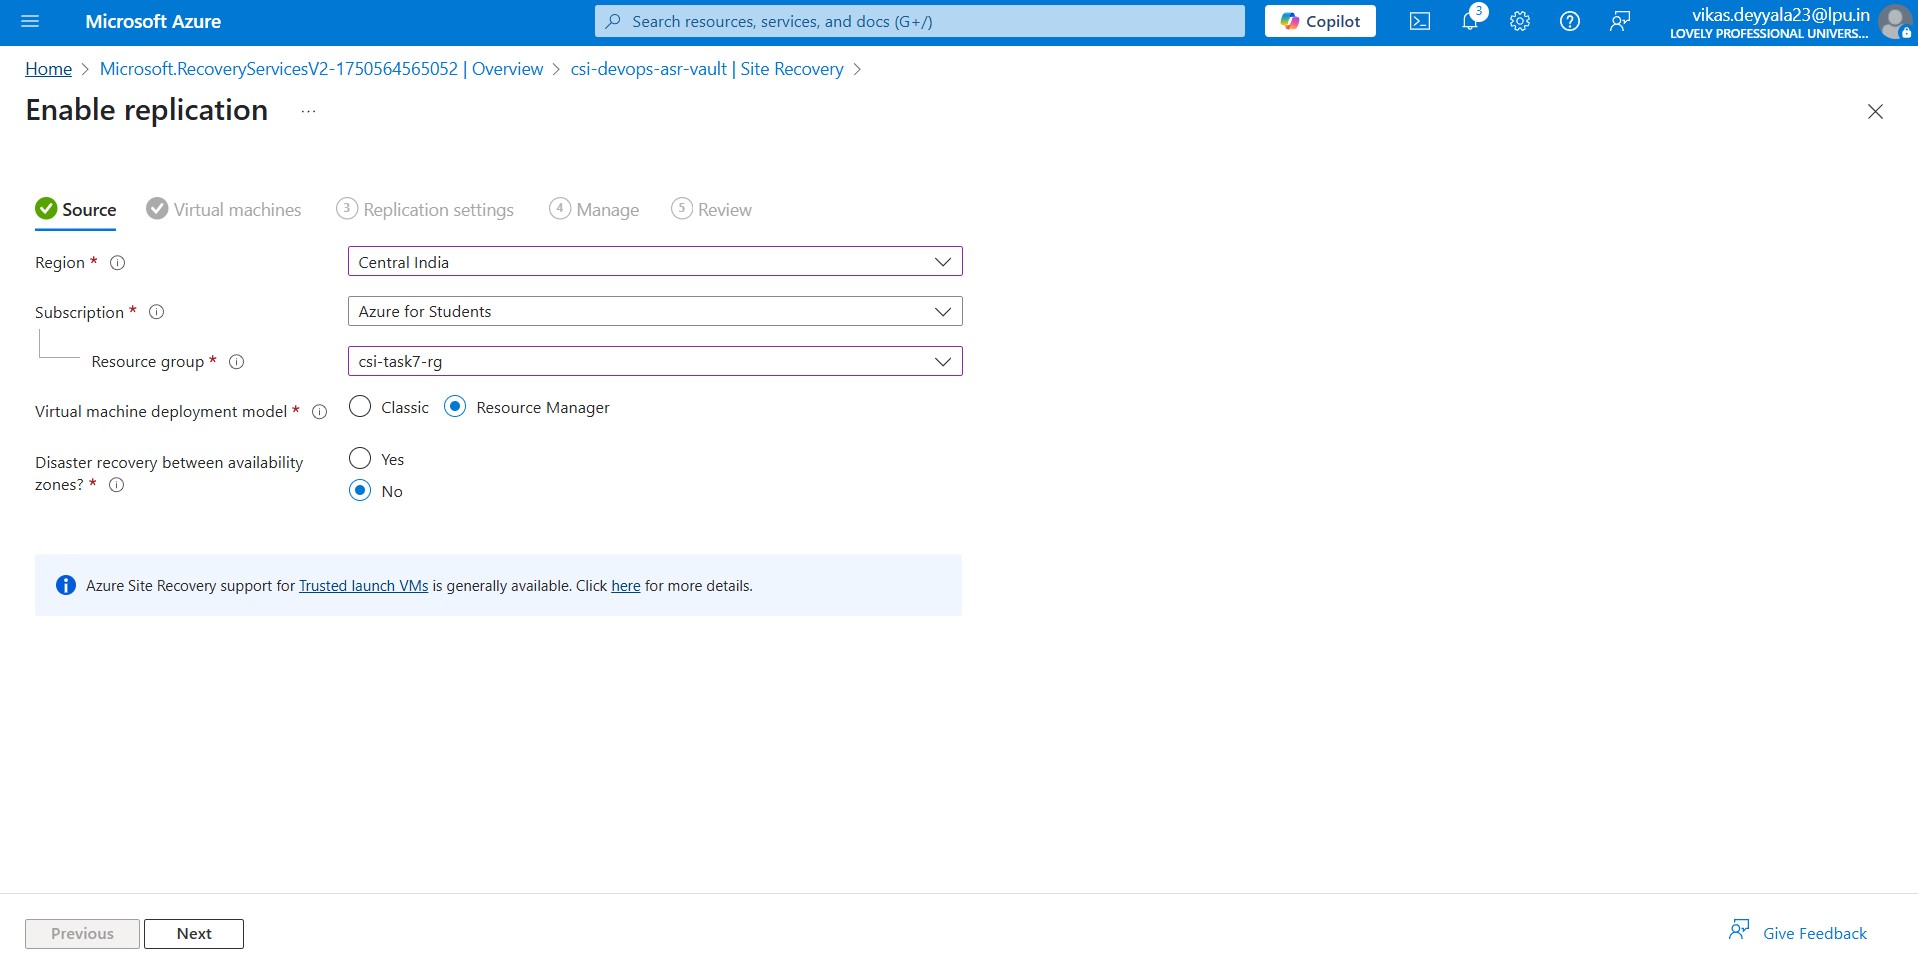 Microsoft Azure
Search resources, services, and docs (G+/)
Copilot
3
vikas.deyyala23@lpu.in
LOVELY PROFESSIONAL UNIVERS...
Home > Microsoft.RecoveryServicesV2-1750564565052 | Overview > csi-devops-asr-vault | Site Recovery >
Enable replication ...
Source Virtual machines 3 Replication settings 4 Manage 5 Review
Region * Central India
Subscription * Azure for Students
Resource group * csi-task7-rg
Virtual machine deployment model * Classic Resource Manager
Disaster recovery between availability
zones? *
Yes
No
Azure Site Recovery support for Trusted launch VMs is generally available. Click here for more details.
Previous Next
Give Feedback